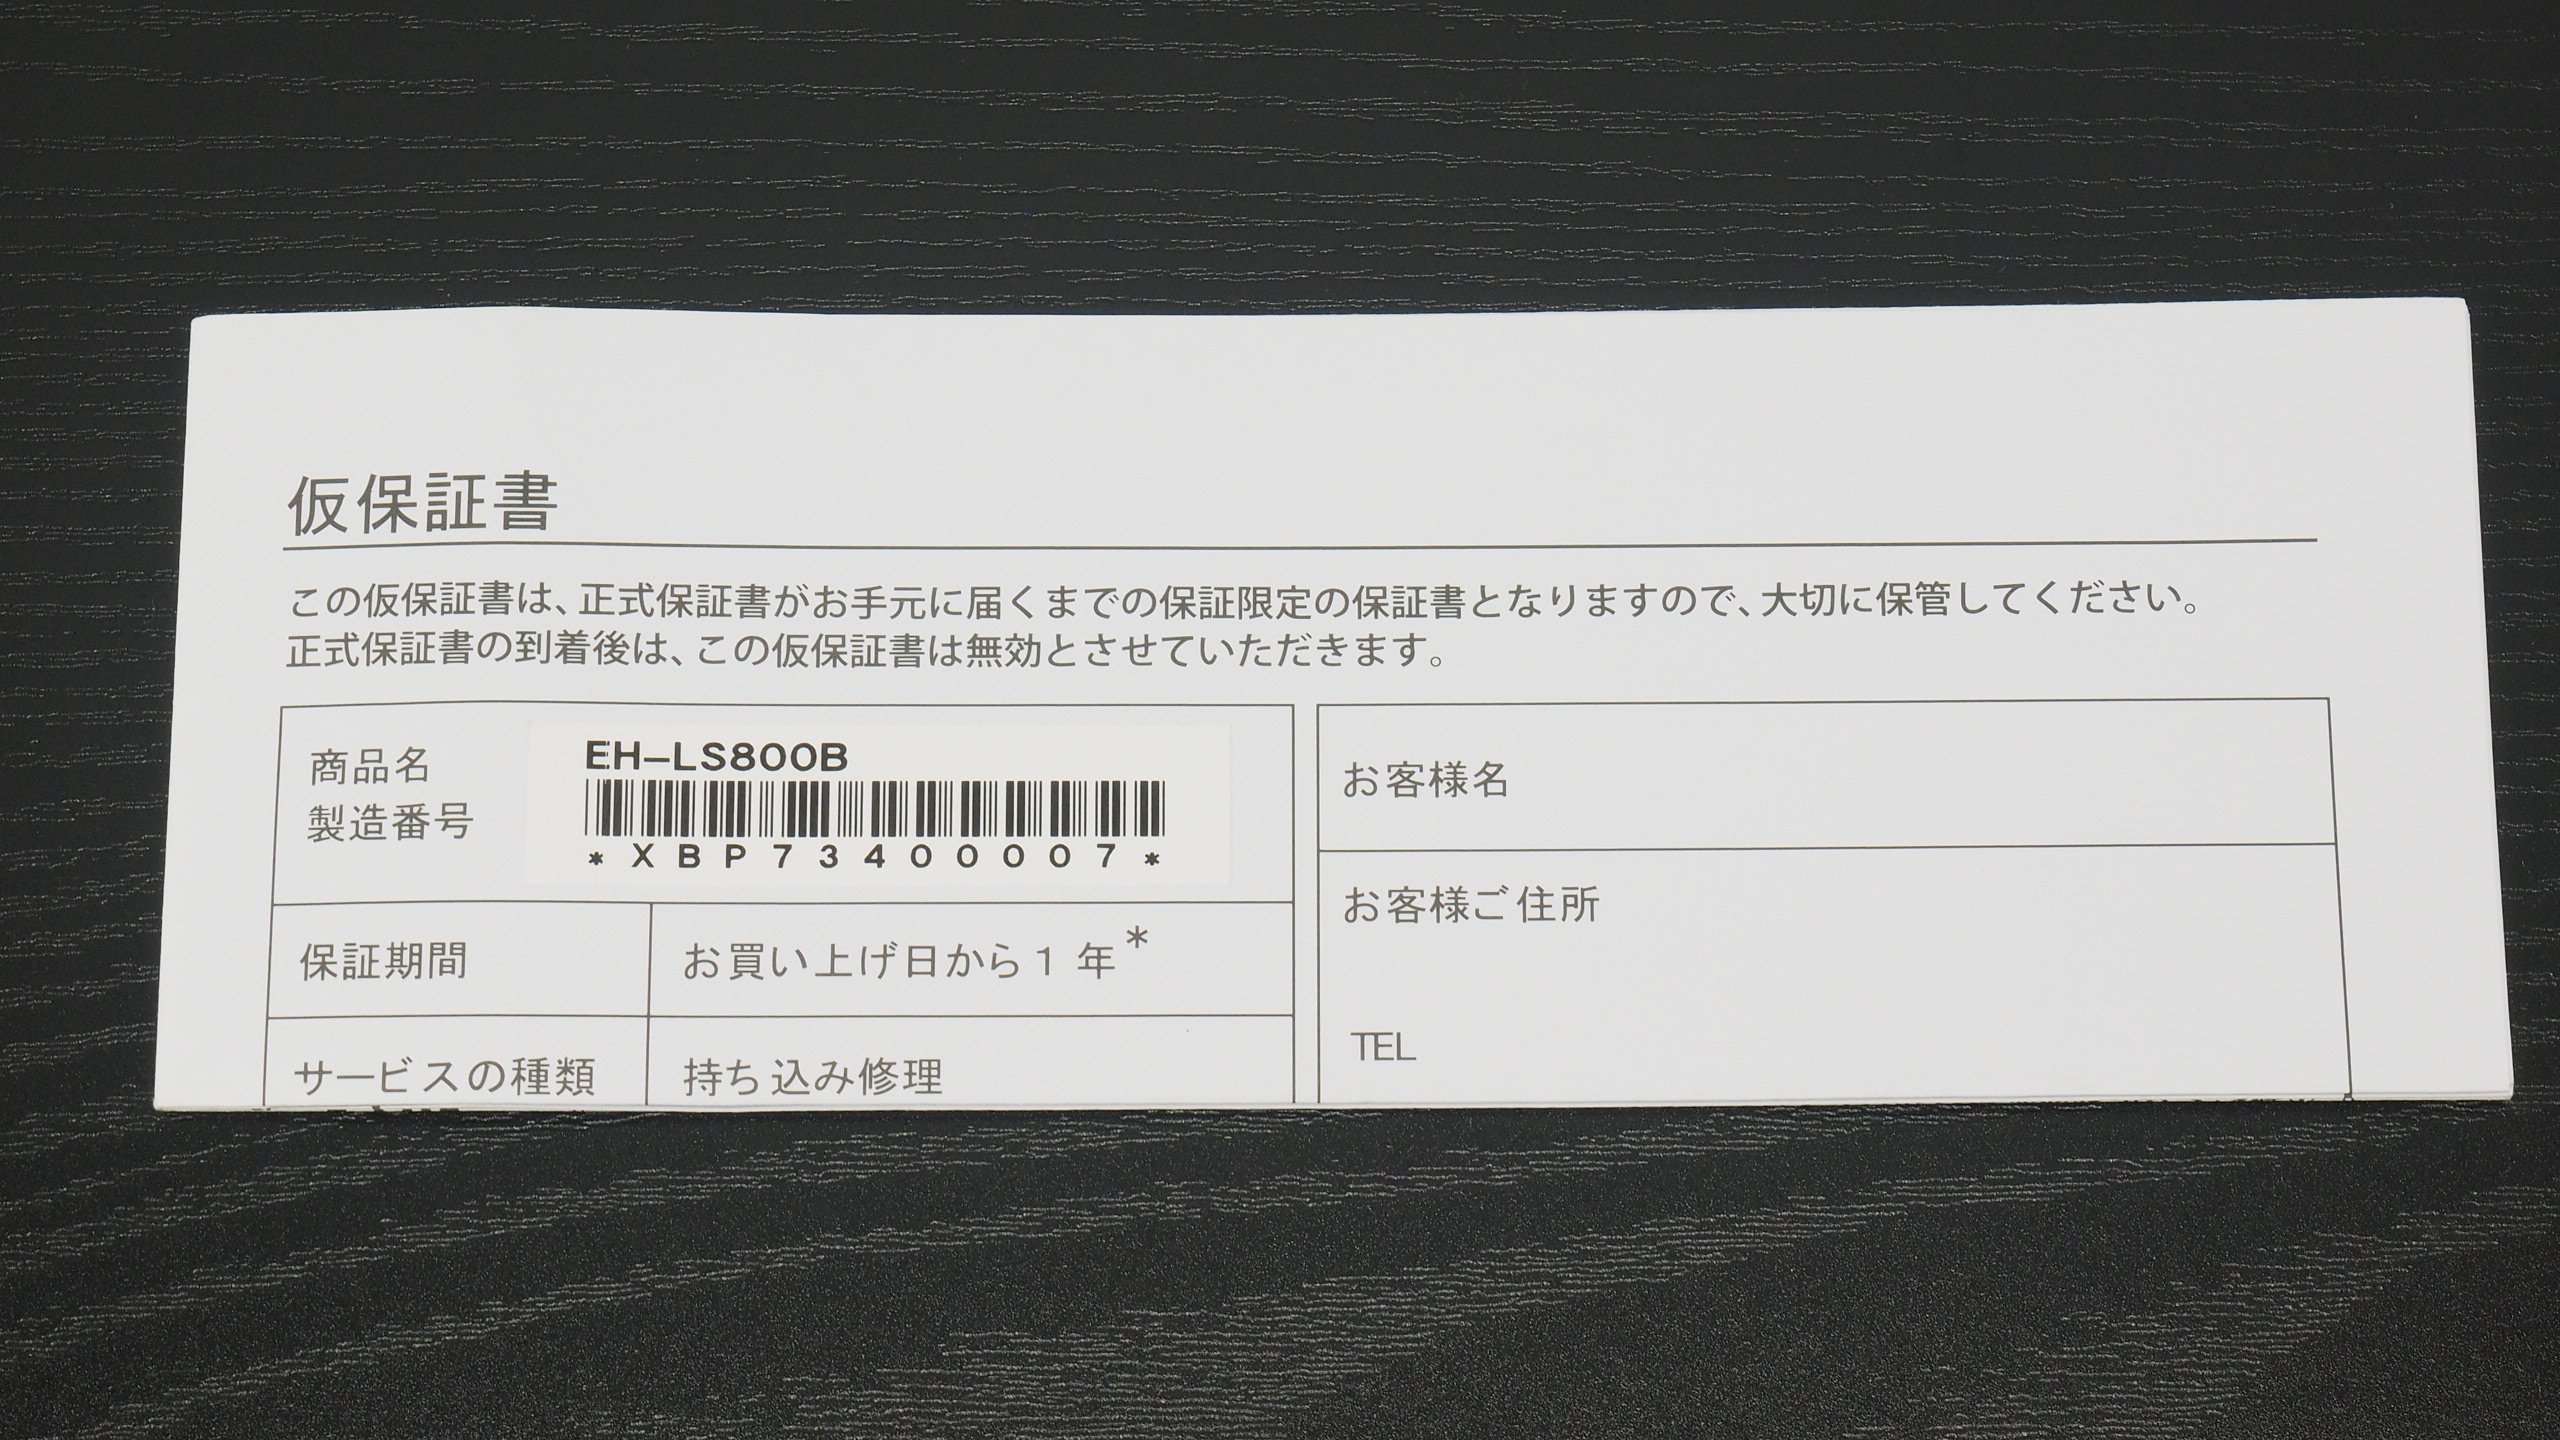 仮保証書
この仮保証書は、正式保証書がお手元に届くまでの保証限定の保証書となりますので、大切に保管してください。
正式保証書の到着後は、この仮保証書は無効とさせていただきます。
商品名
製造番号
EH-LS800B
*XBP73400007*
保証期間
お買い上げ日から1年*
サービスの種類
持ち込み修理
お客様名
お客様ご住所
TEL